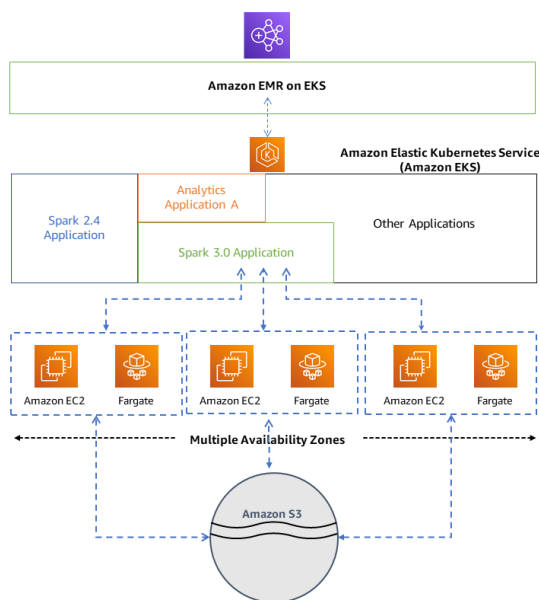 Amazon EMR on EKS
Amazon Elastic Kubernetes Service
(Amazon EKS)
Analytics
Application A
Spark 2.4
Application
Other Applications
Spark 3.0 Application
Amazon EC2
Fargate
Amazon EC2
Fargate
Amazon EC2
Fargate
Multiple Availability Zones
Amazon S3